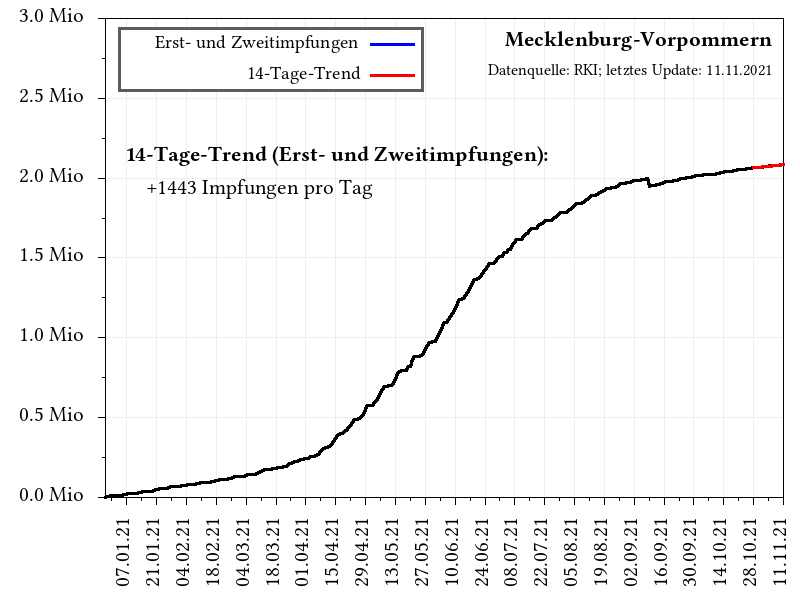 3.0 Mio
2.5 Mio
2.0 Mio
1.5 Mio
1.0 Mio
0.5 Mio
0.0 Mio
Erst- und Zweitimpfungen
14-Tage-Trend
Mecklenburg-Vorpommern
Datenquelle: RKI; letztes Update: 11.11.2021
14-Tage-Trend (Erst- und Zweitimpfungen):
+1443 Impfungen pro Tag
07.01.21
21.01.21
04.02.21
18.02.21
04.03.21
18.03.21
01.04.21
15.04.21
29.04.21
13.05.21
27.05.21
10.06.21
24.06.21
08.07.21
22.07.21
05.08.21
19.08.21
02.09.21
16.09.21
30.09.21
14.10.21
28.10.21
11.11.21